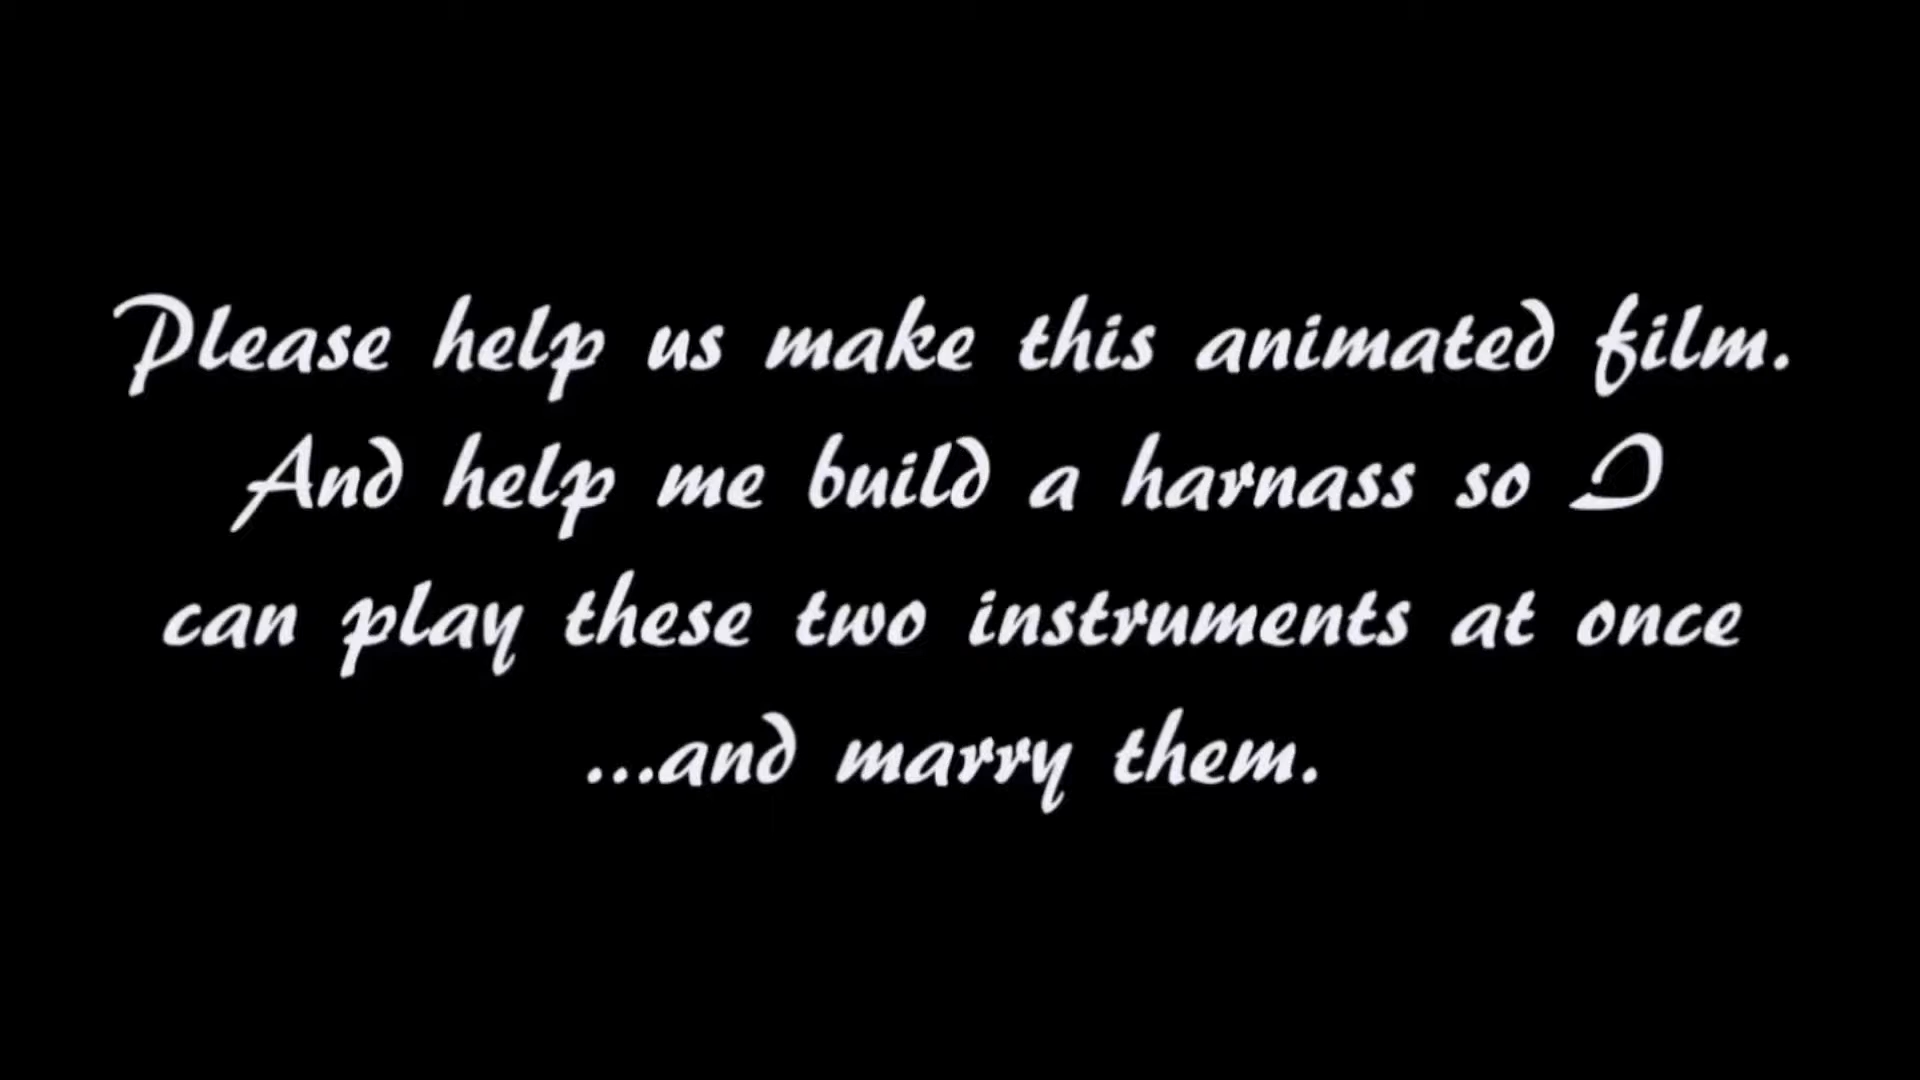 Please help us make this animated film.
And help me build a harnass so I
can play these two instruments at once
...and marry them.